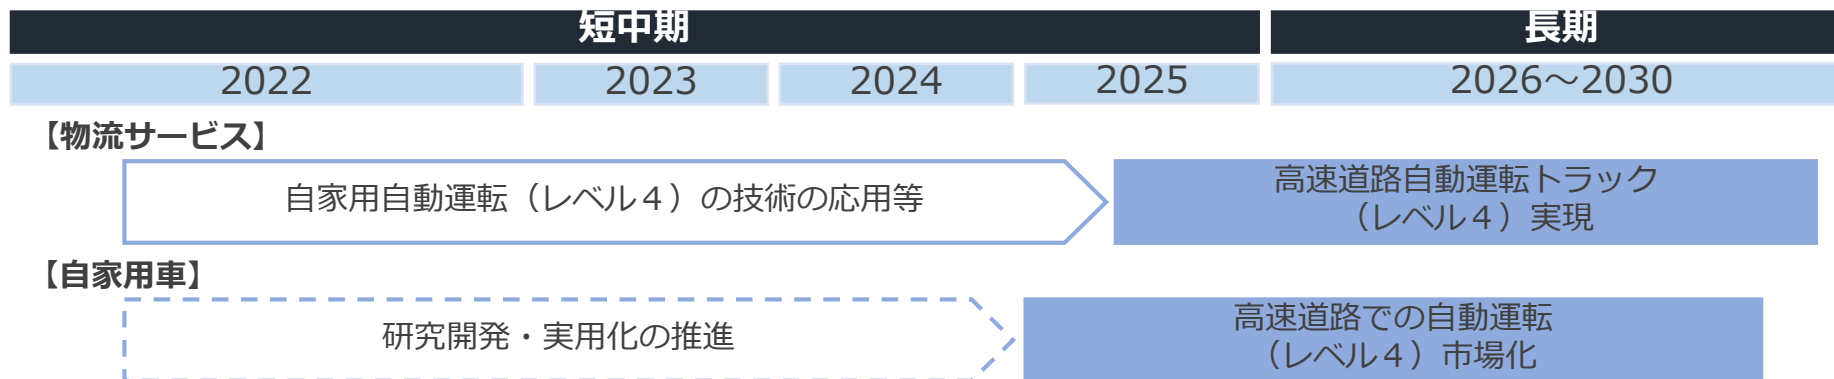 短中期
長期
2022
2023
2024
2025
2026～2030
【物流サービス】
自家用自動運転（レベル４）の技術の応用等
高速道路自動運転トラック
（レベル４）実現
【自家用車】
研究開発・実用化の推進
高速道路での自動運転
（レベル４）市場化